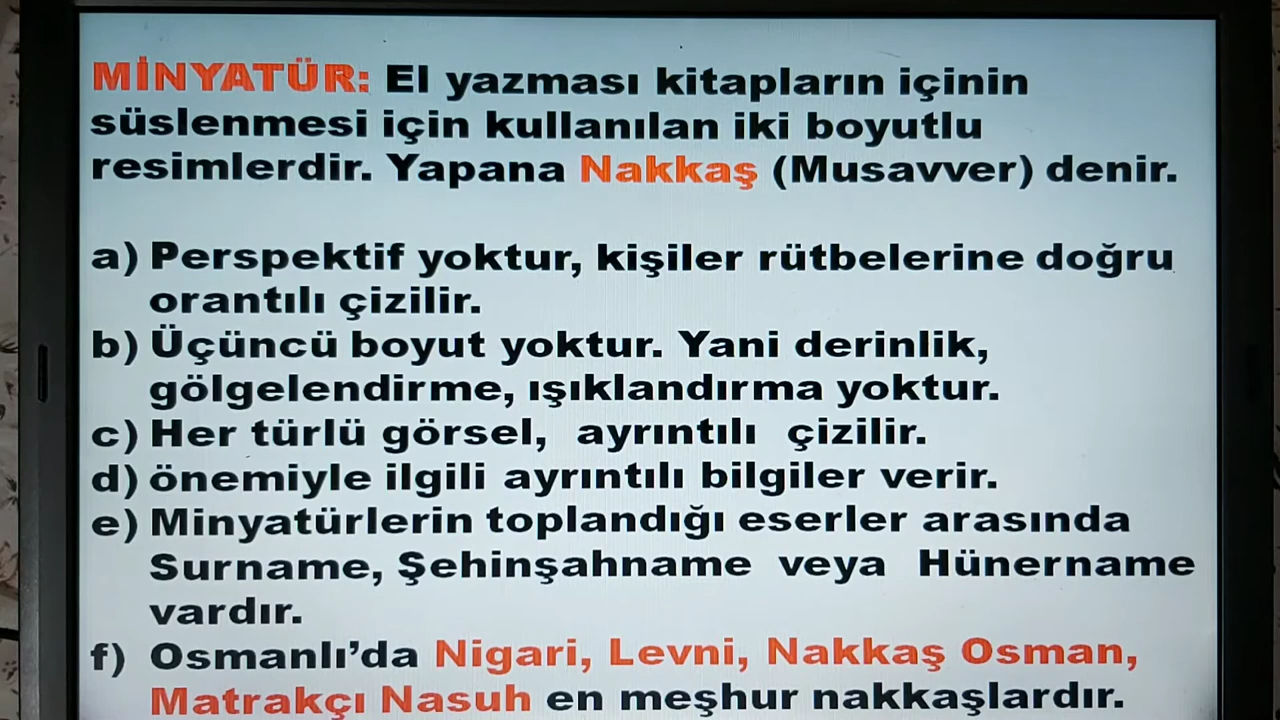 MİNYATÜR: El yazması kitapların içinin
süslenmesi için kullanılan iki boyutlu
resimlerdir. Yapana Nakkaş (Musavver) denir.
a) Perspektif yoktur, kişiler rütbelerine doğru
orantılı çizilir.
b) Üçüncü boyut yoktur. Yani derinlik,
gölgelendirme, ışıklandırma yoktur.
c) Her türlü görsel, ayrıntılı çizilir.
d) önemiyle ilgili ayrıntılı bilgiler verir.
e) Minyatürlerin toplandığı eserler arasında
Surname, Şehinşahname veya Hünername
vardır.
f) Osmanlı’da Nigari, Levni, Nakkaş Osman,
Matrakçı Nasuh en meşhur nakkaşlardır.